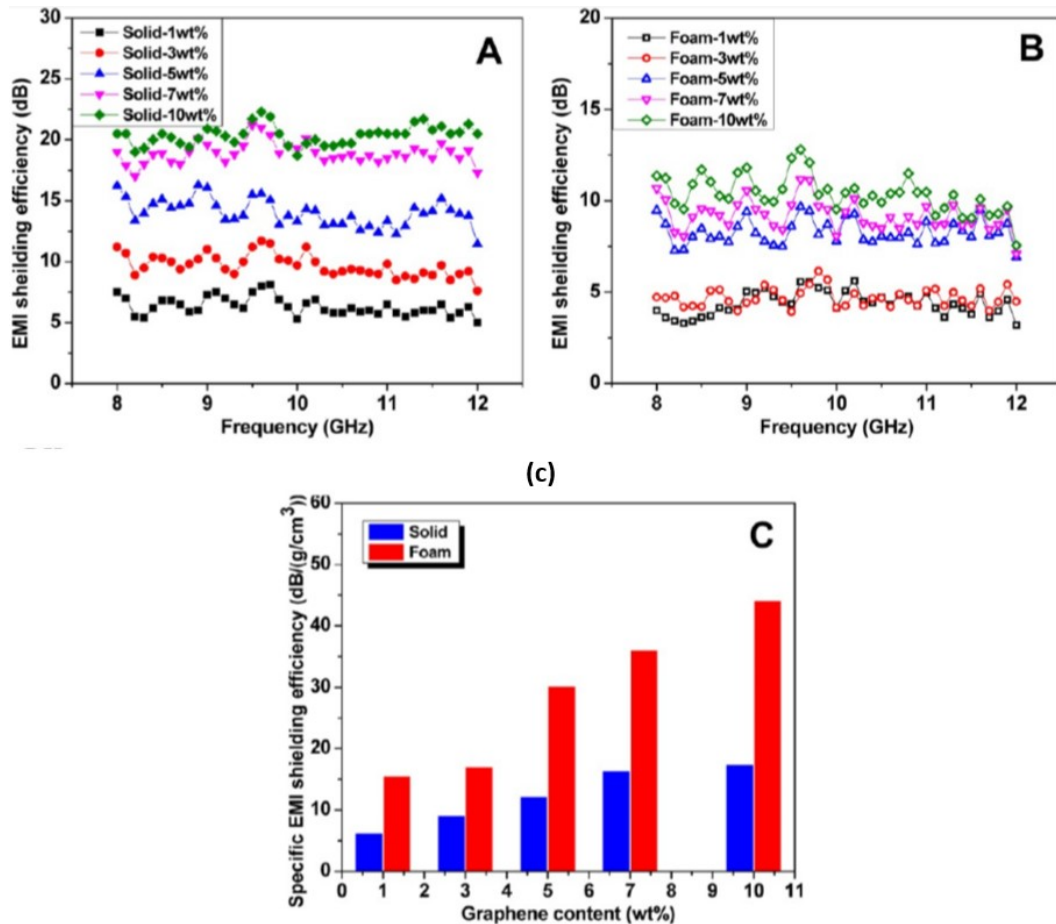 A
Solid-1wt%
Solid-3wt%
Solid-5wt%
Solid-7wt%
Solid-10wt%
EMI sheilding efficiency (dB)
30
25
20
15
10
5
0
8 9 10 11 12
Frequency (GHz)
B
Foam-1wt%
Foam-3wt%
Foam-5wt%
Foam-7wt%
Foam-10wt%
EMI sheilding efficiency (dB)
20
15
10
5
0
8 9 10 11 12
Frequency (GHz)
(c)
C
Solid
Foam
Specific EMI shielding efficiency (dB/(g/cm³))
60
50
40
30
20
10
0
0 1 2 3 4 5 6 7 8 9 10 11
Graphene content (wt%)